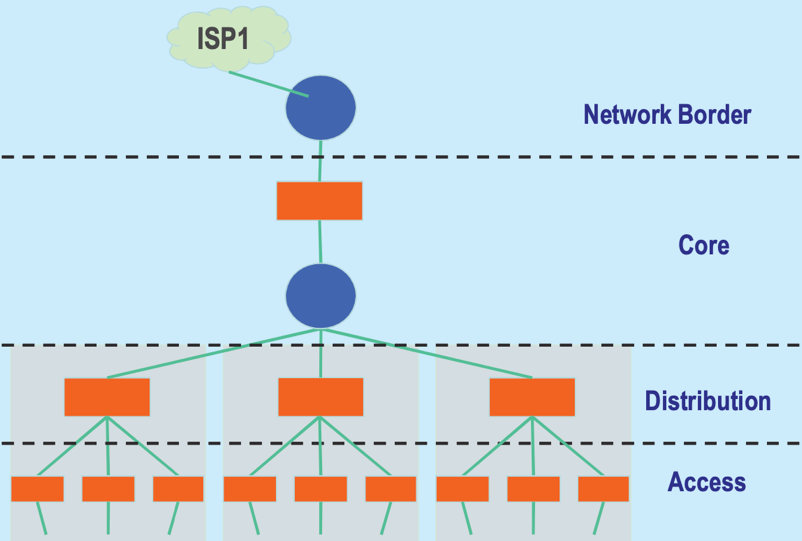 ISP1
Network Border
Core
Distribution
Access